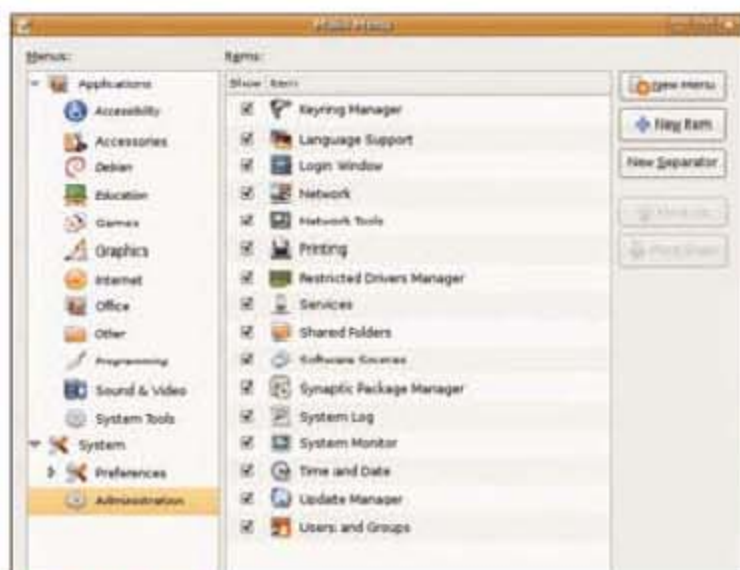 Main Menu
Menus:
Items:
Applications
Accessibility
Accessories
Debian
Education
Games
Graphics
Internet
Office
Other
Programming
Sound & Video
System Tools
System
Preferences
Administration
Show Item
Keyring Manager
Language Support
Login Window
Network
Network Tools
Printing
Restricted Drivers Manager
Services
Shared Folders
Software Sources
Synaptic Package Manager
System Log
System Monitor
Time and Date
Update Manager
Users and Groups
New Menu
New Item
New Separator